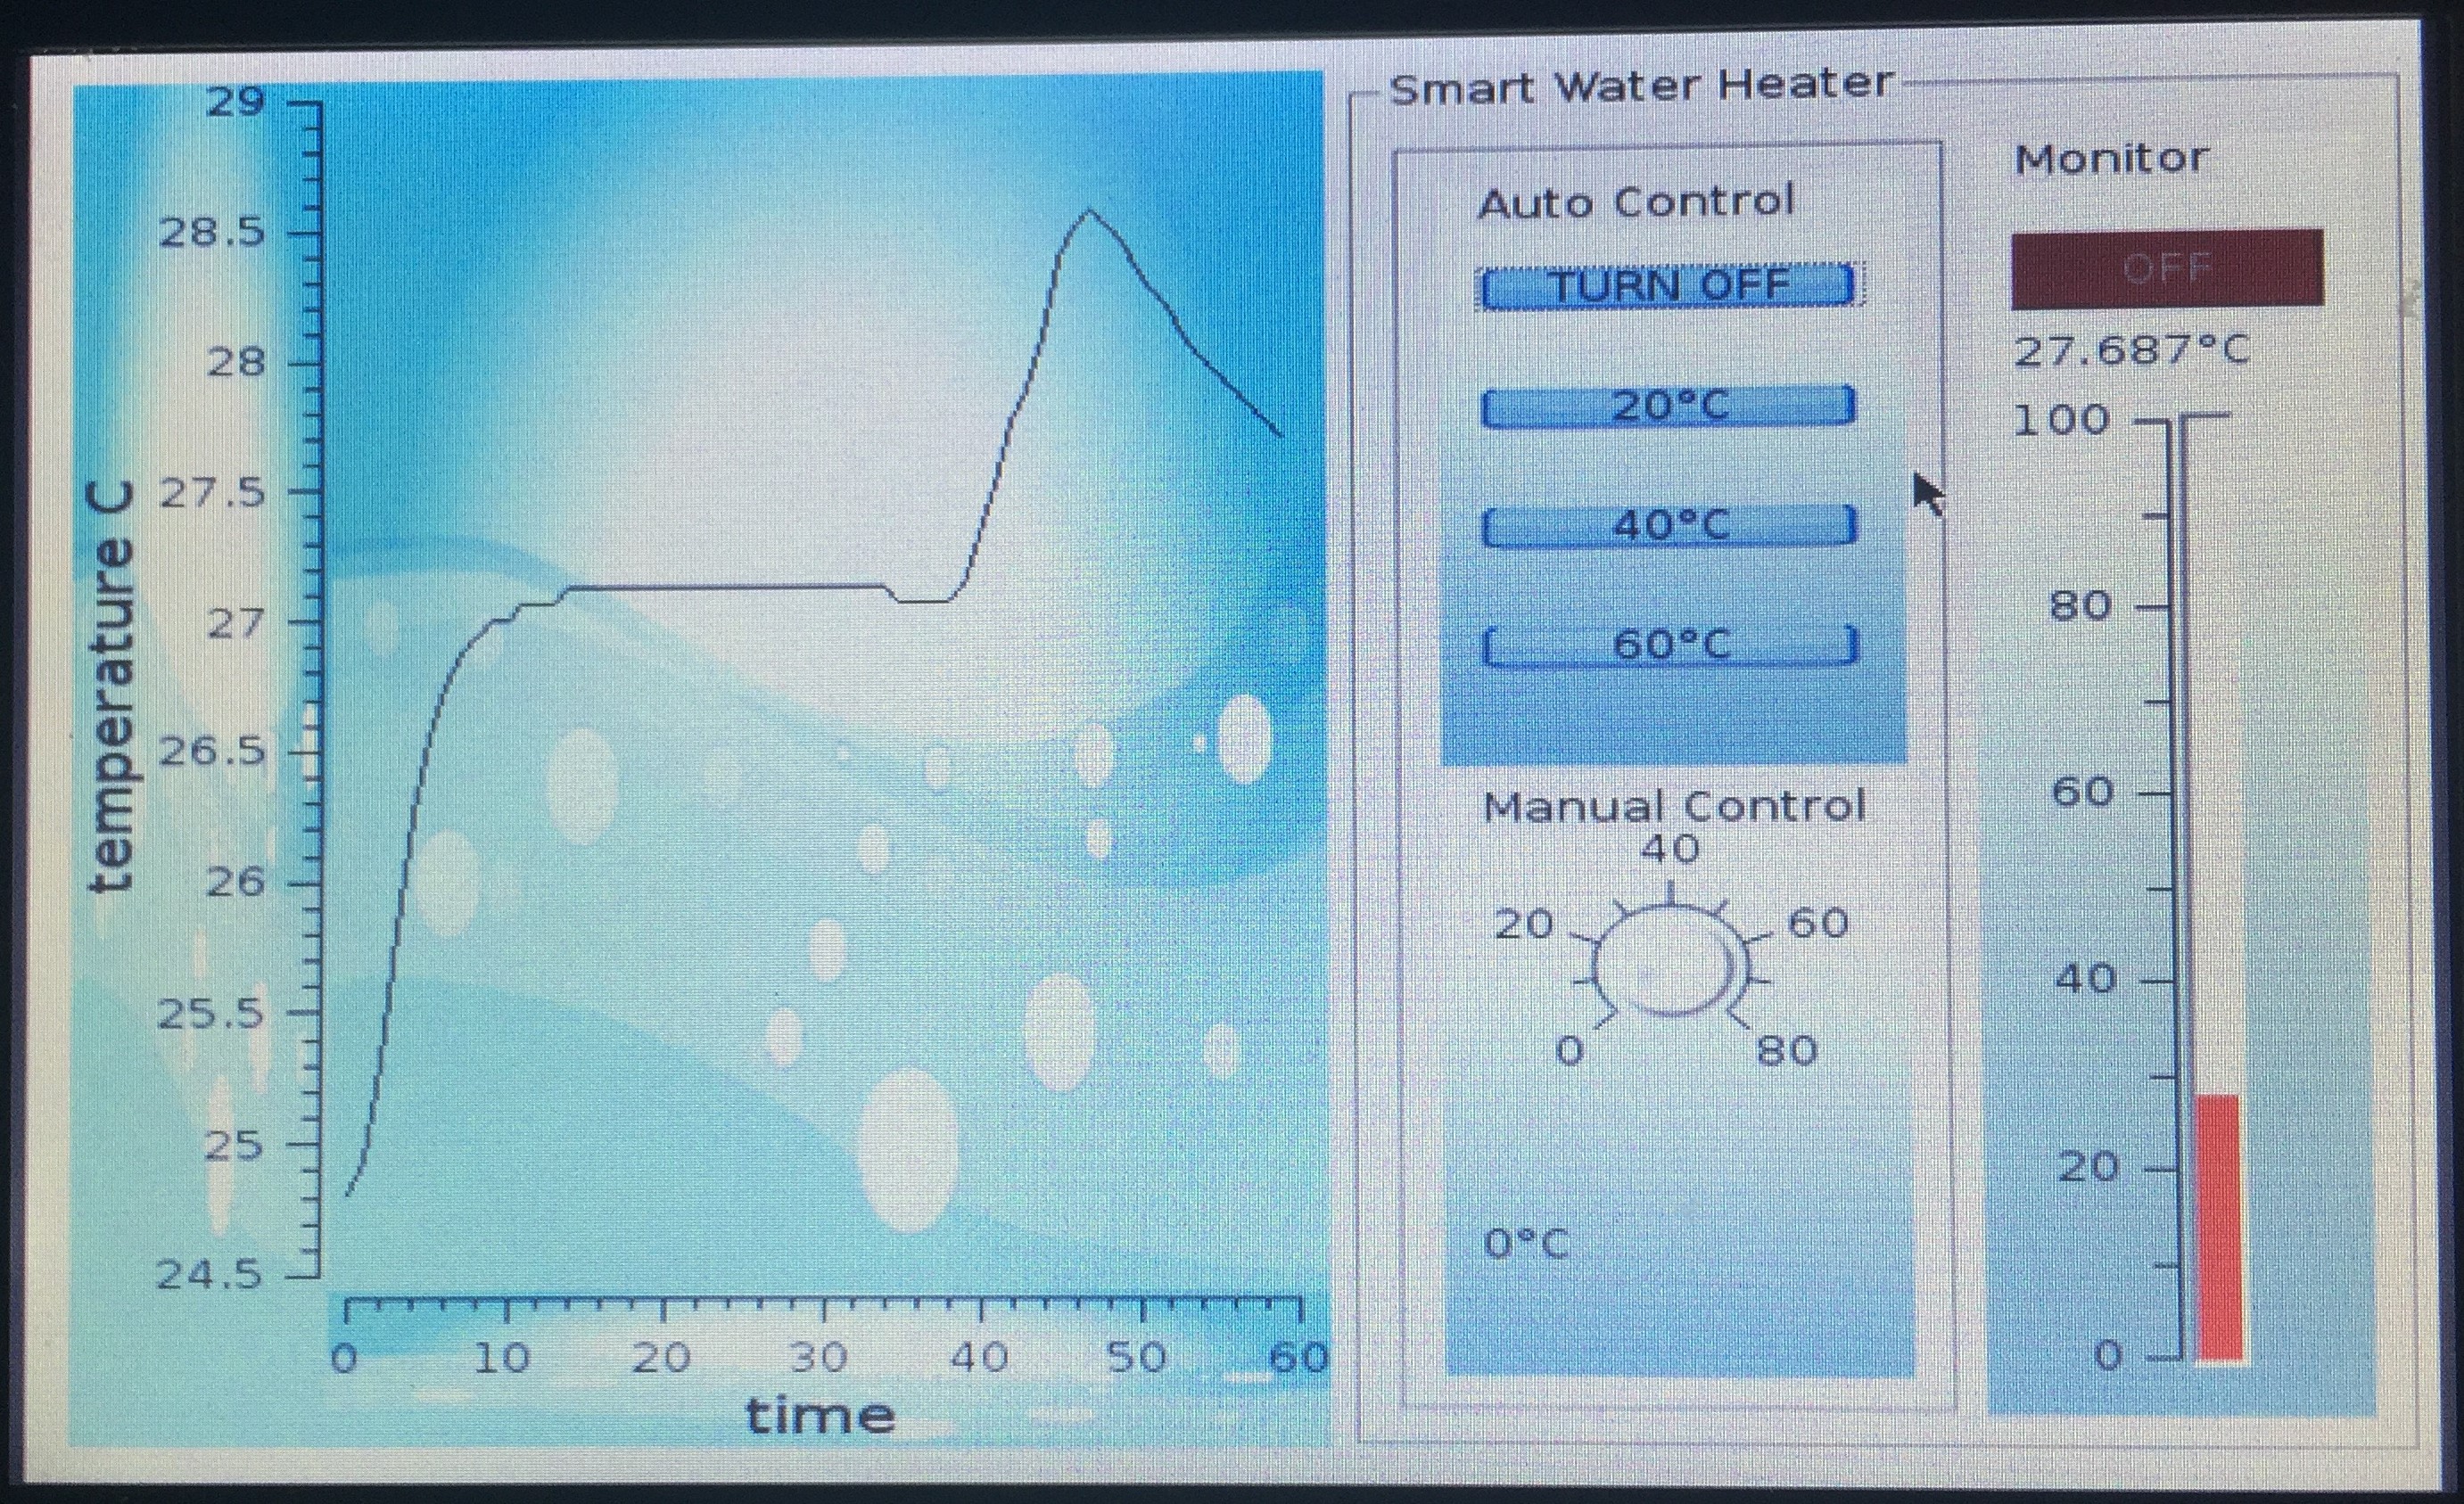 29
28.5
28
27.5
27
26.5
26
25.5
25
24.5
temperature C
0 10 20 30 40 50 60
time
Smart Water Heater
Auto Control
TURN OFF
20°C
40°C
60°C
Manual Control
0 20 40 60 80
0°C
Monitor
OFF
27.687°C
100
80
60
40
20
0